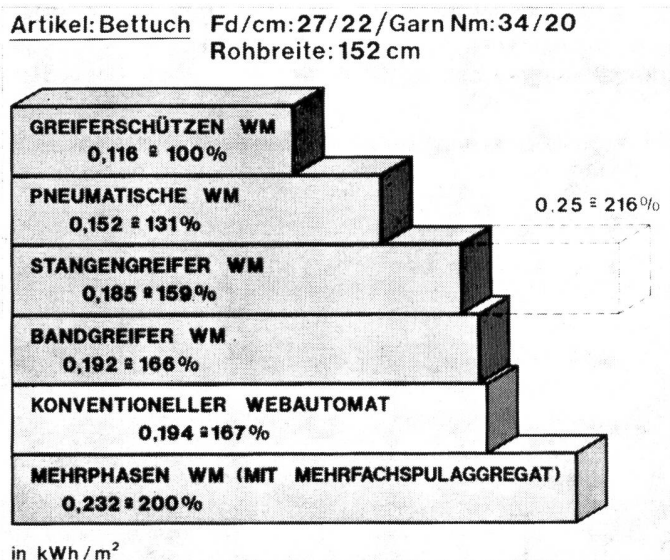 Artikel: Bettuch Fd/cm: 27/22/Garn Nm: 34/20
Rohbreite: 152 cm
GREIFERSCHÜTZEN WM
0,116 ≙ 100%
PNEUMATISCHE WM
0,152 ≙ 131%
0.25 ≙ 216%
STANGENGREIFER WM
0,185 ≙ 159%
BANDGREIFER WM
0,192 ≙ 166%
KONVENTIONELLER WEBAUTOMAT
0,194 ≙ 167%
MEHRPHASEN WM (MIT MEHRFACHSPULAGGREGAT)
0,232 ≙ 200%
in kWh/m²